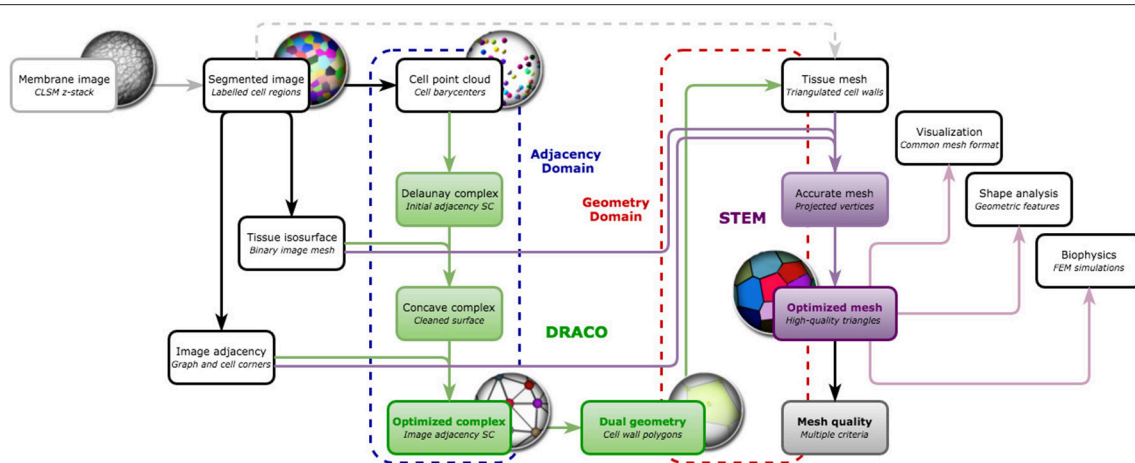 Membrane image
CLSM z-stack
Segmented image
Labelled cell regions
Cell point cloud
Cell barycenters
Tissue mesh
Triangulated cell walls
Visualization
Common mesh format
Adjacency
Domain
Delaunay complex
Initial adjacency SC
Geometry
Domain
STEM
Accurate mesh
Projected vertices
Shape analysis
Geometric features
Tissue isosurface
Binary image mesh
Biophysics
FEM simulations
Concave complex
Cleaned surface
DRACO
Optimized mesh
High-quality triangles
Image adjacency
Graph and cell corners
Optimized complex
Image adjacency SC
Dual geometry
Cell wall polygons
Mesh quality
Multiple criteria